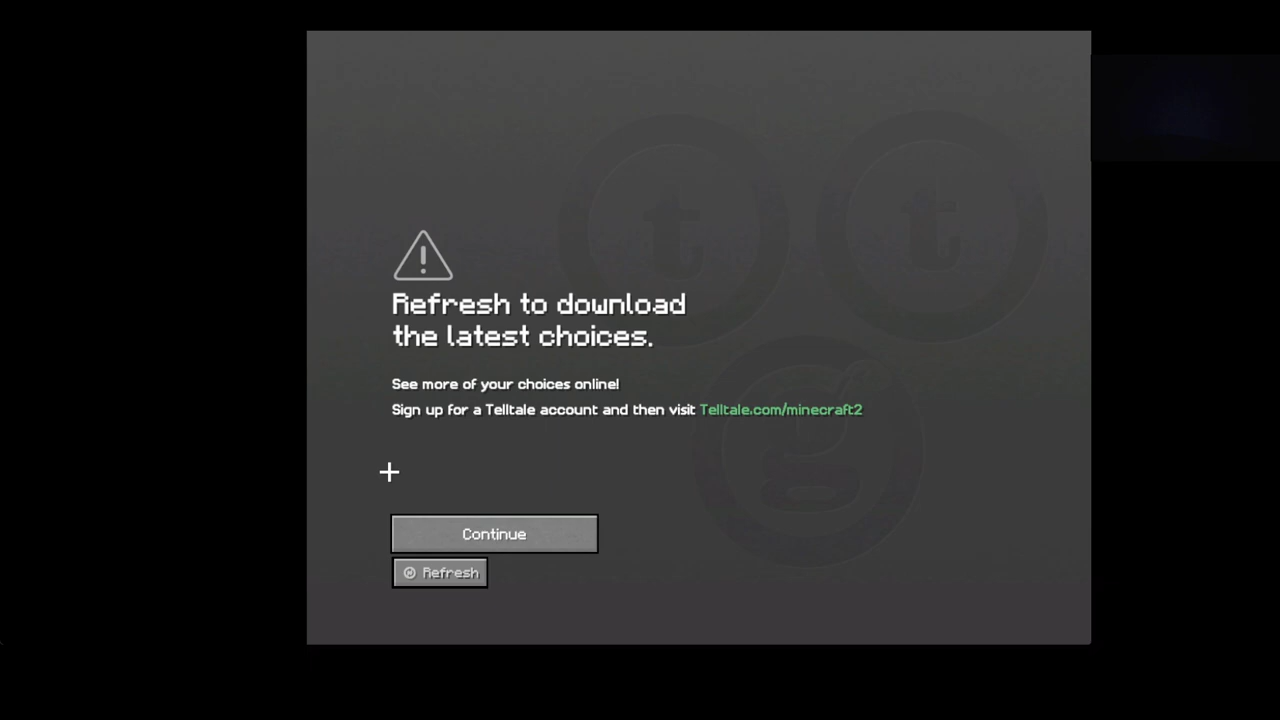 t t
Refresh to download
the latest choices.
See more of your choices online!
Sign up for a Telltale account and then visit Telltale.com/minecraft2
g
Continue
Refresh